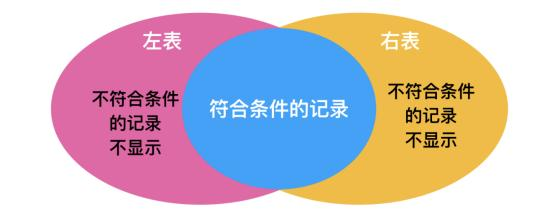 左表
右表
不符合条件
的记录
不显示
符合条件的记录
不符合条件
的记录
不显示